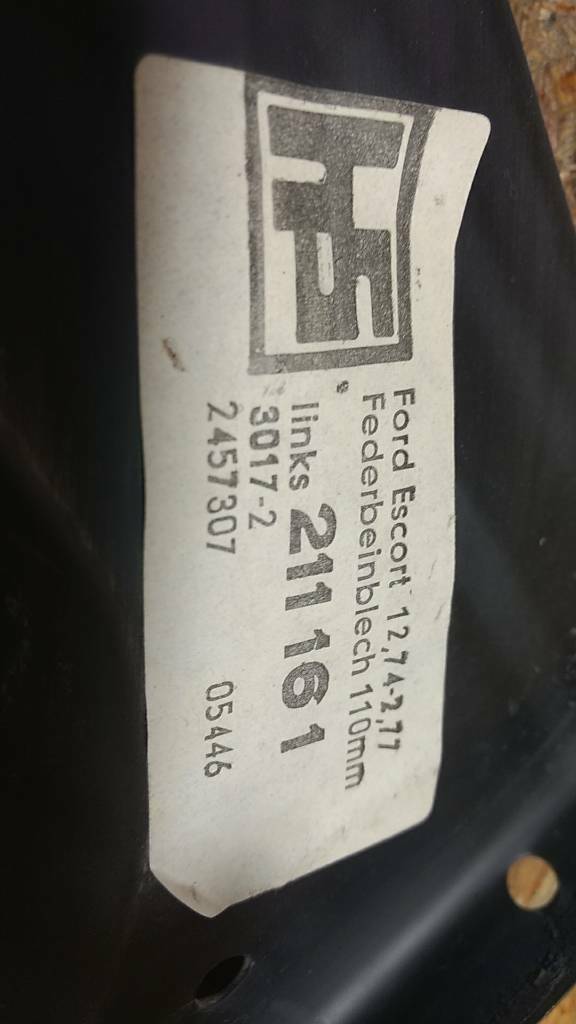 Ford Escort 12,74-2,77
Federbeinblech 110mm
links 211 161
3017-2
2457307 05446